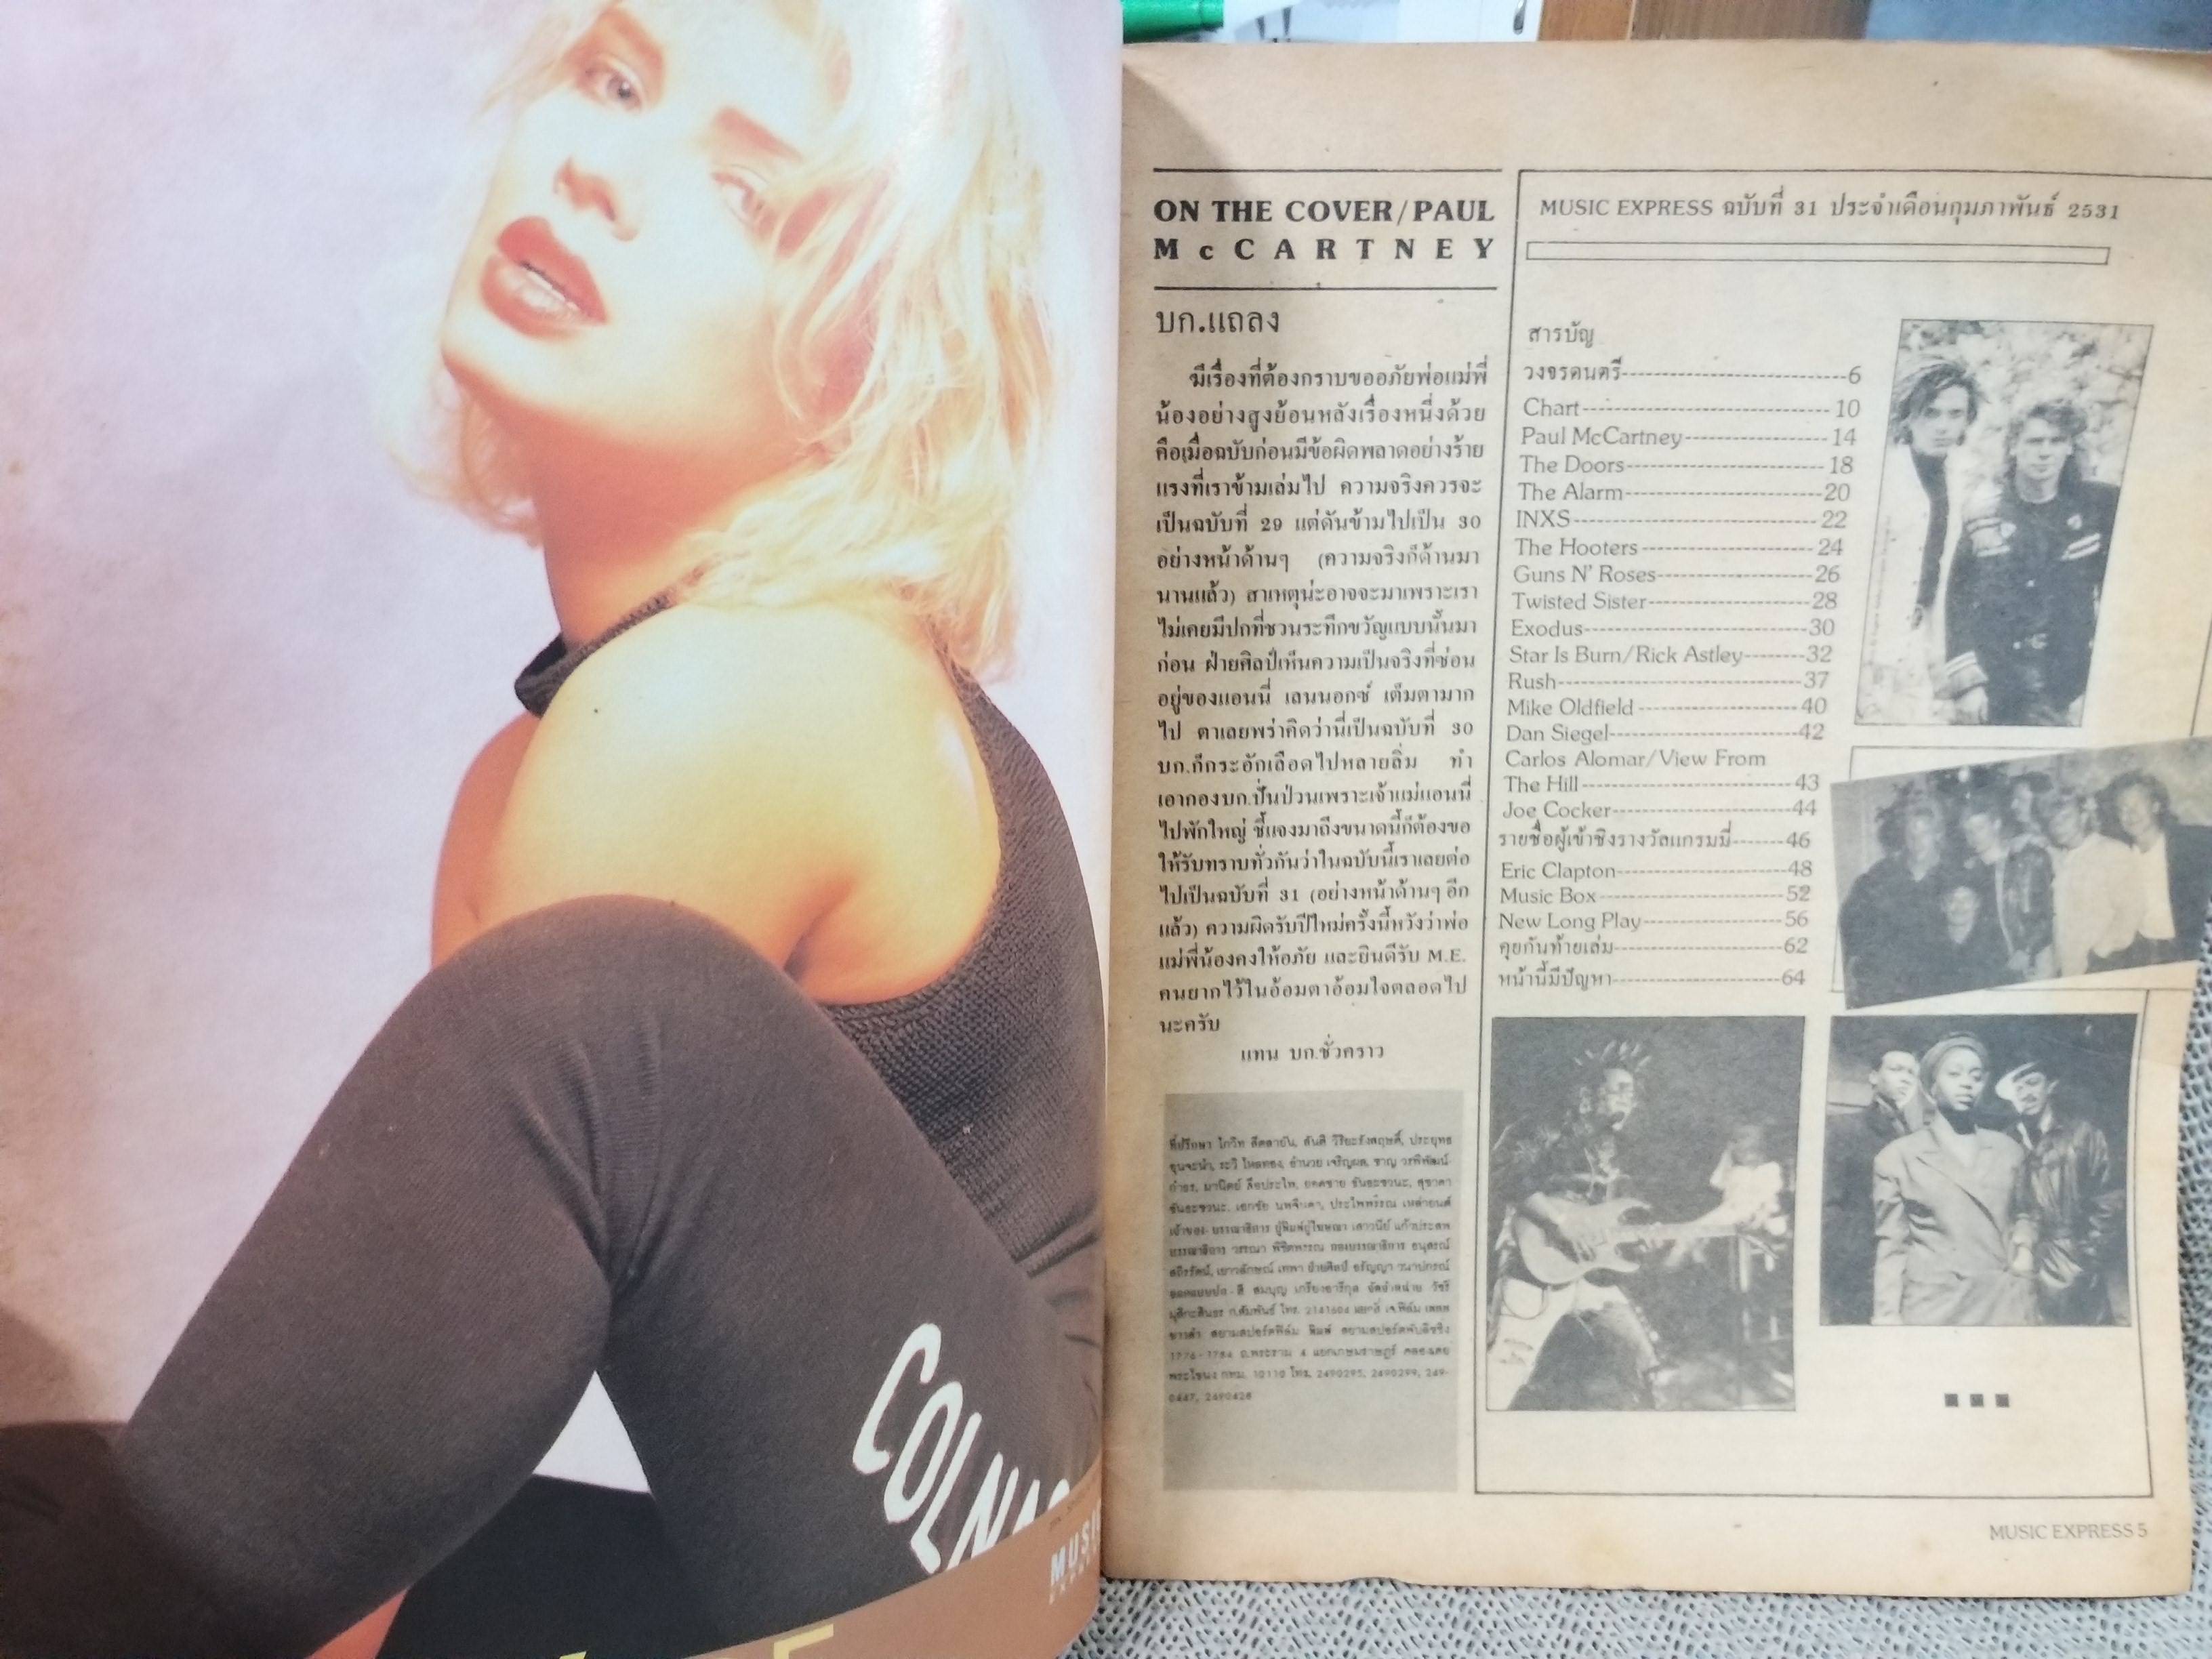 COLNA
MUSI
ON THE COVER/PAUL
McCARTNEY
บก.แถลง
มีเรื่องที่ต้องกราบขออภัยพ่อแม่พี่
น้องอย่างสูงย้อนหลังเรื่องหนึ่งด้วย
คือเมื่อฉบับก่อนมีข้อผิดพลาดอย่างร้าย
แรงที่เราข้ามเล่มไป ความจริงควรจะ
เป็นฉบับที่ 29 แต่ดันข้ามไปเป็น 30
อย่างหน้าด้านๆ (ความจริงก็ด้านมา
นานแล้ว) สาเหตุน่ะอาจจะมาเพราะเรา
ไม่เคยมีปกที่ชวนระทึกขวัญแบบนั้นมา
ก่อน ฝ่ายศิลป์เห็นความเป็นจริงที่ซ่อน
อยู่ของแอนนี่ เลนนอกซ์ เต็มตามาก
ไป ตาเลยพร่าคิดว่านี่เป็นฉบับที่ 30
บก.ก็กระอักเลือดไปหลายลิ่ม ทำ
เอากองบก.ปั่นป่วนเพราะเจ้าแม่แอนนี่
ไปพักใหญ่ ชี้แจงมาถึงขนาดนี้ก็ต้องขอ
ให้รับทราบทั่วกันว่าในฉบับนี้เราเลยต่อ
ไปเป็นฉบับที่ 31 (อย่างหน้าด้านๆ อีก
แล้ว) ความผิดรับปีใหม่ครั้งนี้หวังว่าพ่อ
แม่พี่น้องคงให้อภัย และยินดีรับ M.E.
คนยากไว้ในอ้อมตาอ้อมใจตลอดไป
นะครับ
แทน บก.ชั่วคราว
1776-1784 ถ.พระราม 4
กทม. 10110 โทร. 2490295, 2490299, 249-
0447, 2490428
MUSIC EXPRESS ฉบับที่ 31 ประจำเดือนกุมภาพันธ์ 2531
สารบัญ
วงจรดนตรี---6
Chart---10
Paul McCartney---14
The Doors---18
The Alarm---20
INXS---22
The Hooters---24
Guns N' Roses---26
Twisted Sister---28
Exodus---30
Star Is Burn/Rick Astley---32
Rush---37
Mike Oldfield---40
Dan Siegel---42
Carlos Alomar/View From
The Hill---43
Joe Cocker---44
รายชื่อผู้เข้าชิงรางวัลแกรมมี่---46
Eric Clapton---48
Music Box---52
New Long Play---56
คุยกันท้ายเล่ม---62
หน้านี้มีปัญหา---64
MUSIC EXPRESS 5